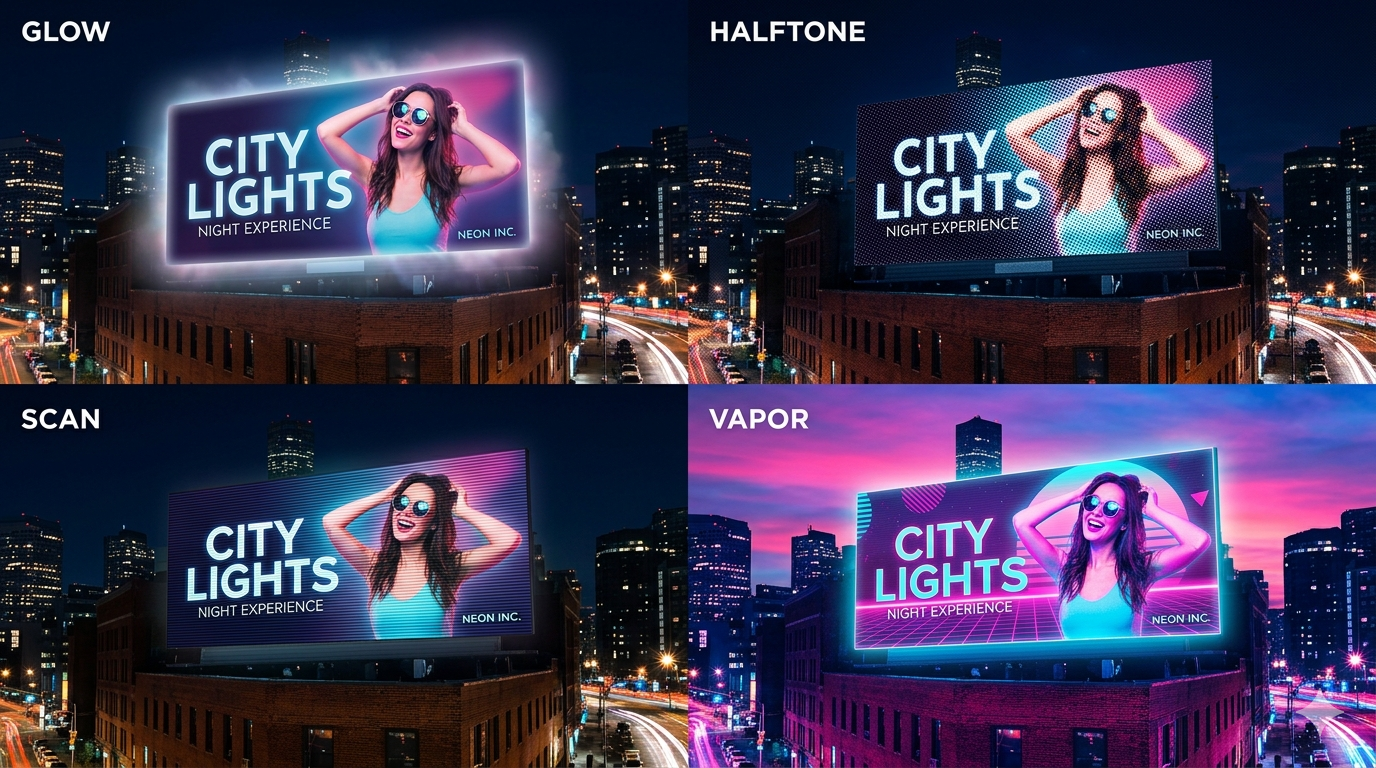 GLOW
CITY
LIGHTS
NIGHT EXPERIENCE
NEON INC.
HALFTONE
CITY
LIGHTS
NIGHT EXPERIENCE
NEON INC.
SCAN
CITY
LIGHTS
NIGHT EXPERIENCE
NEON INC.
VAPOR
CITY
LIGHTS
NIGHT EXPERIENCE
NEON INC.